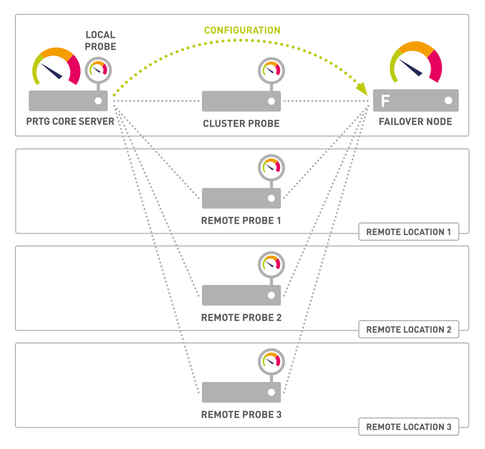 LOCAL
PROBE
CONFIGURATION
F
PRTG CORE SERVER
CLUSTER PROBE
FAILOVER NODE
REMOTE PROBE 1
REMOTE LOCATION 1
REMOTE PROBE 2
REMOTE LOCATION 2
REMOTE PROBE 3
REMOTE LOCATION 3